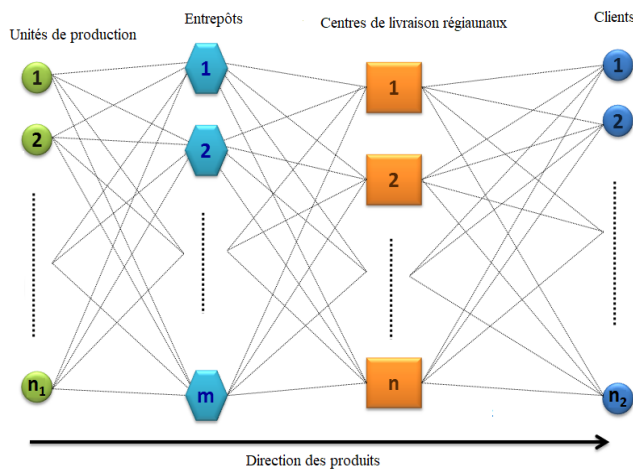 Unités de production
Entrepôts
Centres de livraison régiaunaux
Clients
1
1
1
1
2
2
2
2
n1
m
n
n2
Direction des produits